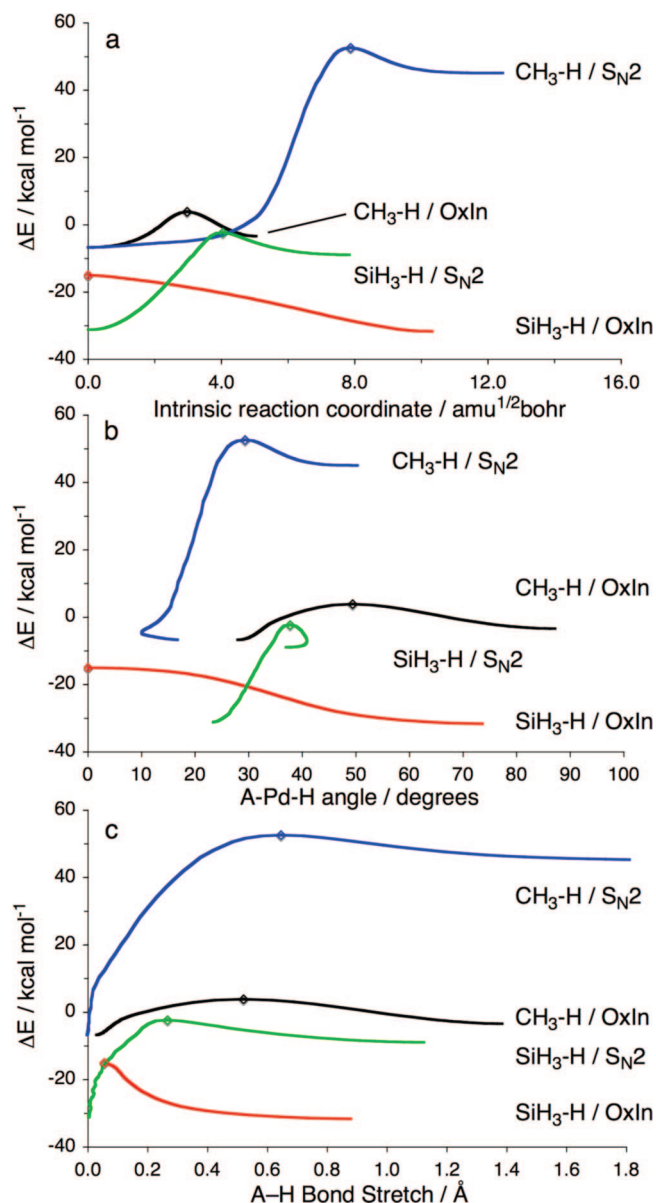 a
60
40
20
0
-20
-40
ΔE / kcal mol⁻¹
CH₃-H / Sₙ2
CH₃-H / OxIn
SiH₃-H / Sₙ2
SiH₃-H / OxIn
0.0 4.0 8.0 12.0 16.0
Intrinsic reaction coordinate / amu¹/²bohr
b
60
40
20
0
-20
-40
ΔE / kcal mol⁻¹
CH₃-H / Sₙ2
CH₃-H / OxIn
SiH₃-H / Sₙ2
SiH₃-H / OxIn
0 10 20 30 40 50 60 70 80 90 100
A-Pd-H angle / degrees
c
60
40
20
0
-20
-40
ΔE / kcal mol⁻¹
CH₃-H / Sₙ2
CH₃-H / OxIn
SiH₃-H / Sₙ2
SiH₃-H / OxIn
0.0 0.2 0.4 0.6 0.8 1.0 1.2 1.4 1.6 1.8
A–H Bond Stretch / Å